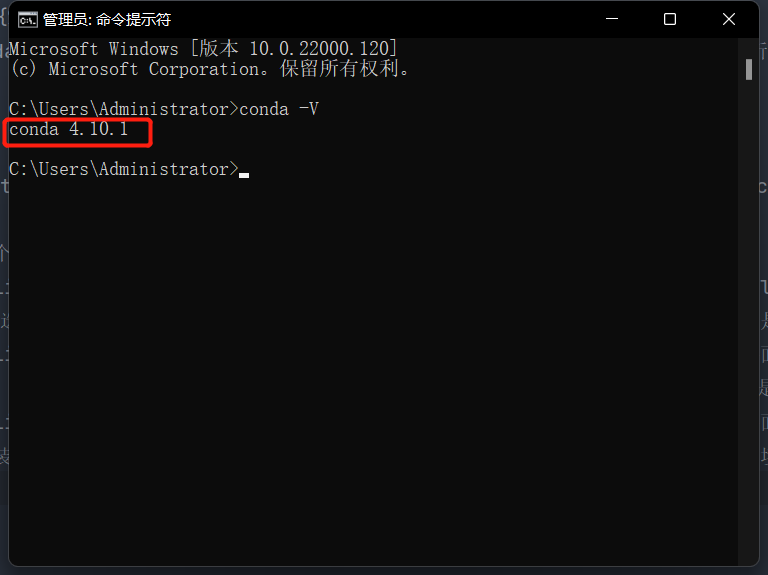 管理员: 命令提示符
Microsoft Windows [版本 10.0.22000.120]
(c) Microsoft Corporation。保留所有权利。
C:\Users\Administrator>conda -V
conda 4.10.1
C:\Users\Administrator>